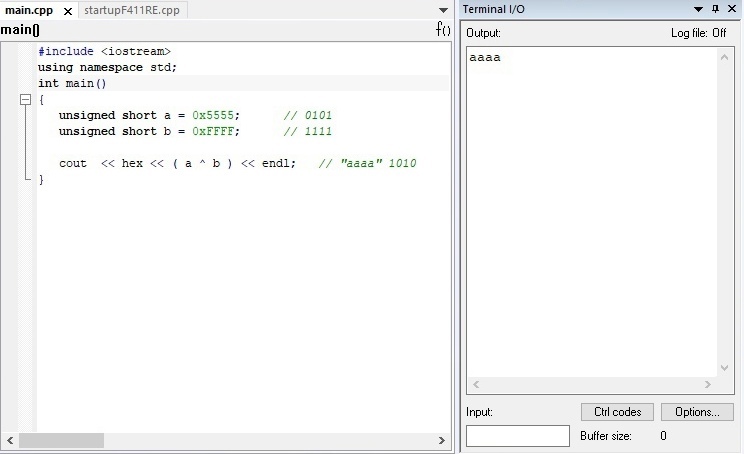 main.cpp x startupF411RE.cpp
main() f()
#include <iostream>
using namespace std;
int main()
{
unsigned short a = 0x5555; // 0101
unsigned short b = 0xFFFF; // 1111
cout << hex << ( a ^ b ) << endl; // "aaaa" 1010
}
Terminal I/O
Output: Log file: Off
aaaa
Input: Ctrl codes Options...
Buffer size: 0